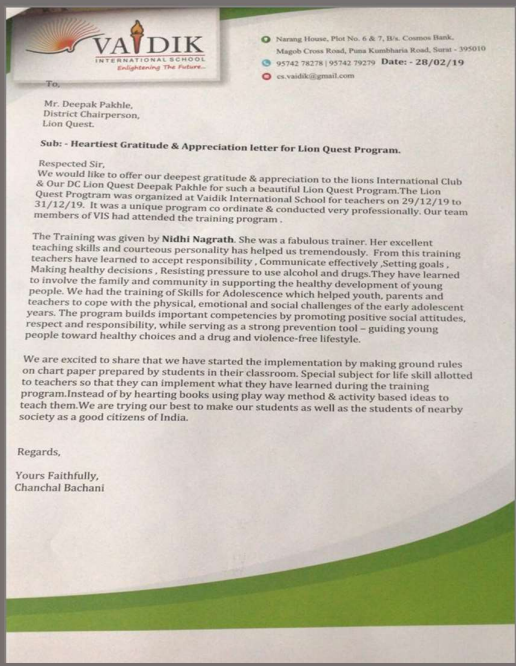 VAIDIK
INTERNATIONAL SCHOOL
Enlightening The Future...
Narang House, Plot No. 6 & 7, B/s. Cosmos Bank,
Magob Cross Road, Puna Kumbharia Road, Surat - 395010
95742 78278 | 95742 79279 Date: - 28/02/19
cs.vaidik@gmail.com
To,
Mr. Deepak Pakhle,
District Chairperson,
Lion Quest.
Sub: - Heartiest Gratitude & Appreciation letter for Lion Quest Program.
Respected Sir,
We would like to offer our deepest gratitude & appreciation to the lions International Club
& Our DC Lion Quest Deepak Pakhle for such a beautiful Lion Quest Program.The Lion
Quest Progtram was organized at Vaidik International School for teachers on 29/12/19 to
31/12/19. It was a unique program co ordinate & conducted very professionally. Our team
members of VIS had attended the training program .
The Training was given by Nidhi Nagrath. She was a fabulous trainer. Her excellent
teaching skills and courteous personality has helped us tremendously. From this training
teachers have learned to accept responsibility , Communicate effectively ,Setting goals ,
Making healthy decisions , Resisting pressure to use alcohol and drugs.They have learned
to involve the family and community in supporting the healthy development of young
people. We had the training of Skills for Adolescence which helped youth, parents and
teachers to cope with the physical, emotional and social challenges of the early adolescent
years. The program builds important competencies by promoting positive social attitudes,
respect and responsibility, while serving as a strong prevention tool – guiding young
people toward healthy choices and a drug and violence-free lifestyle.
We are excited to share that we have started the implementation by making ground rules
on chart paper prepared by students in their classroom. Special subject for life skill allotted
to teachers so that they can implement what they have learned during the training
program.Instead of by hearting books using play way method & activity based ideas to
teach them.We are trying our best to make our students as well as the students of nearby
society as a good citizens of India.
Regards,
Yours Faithfully,
Chanchal Bachani